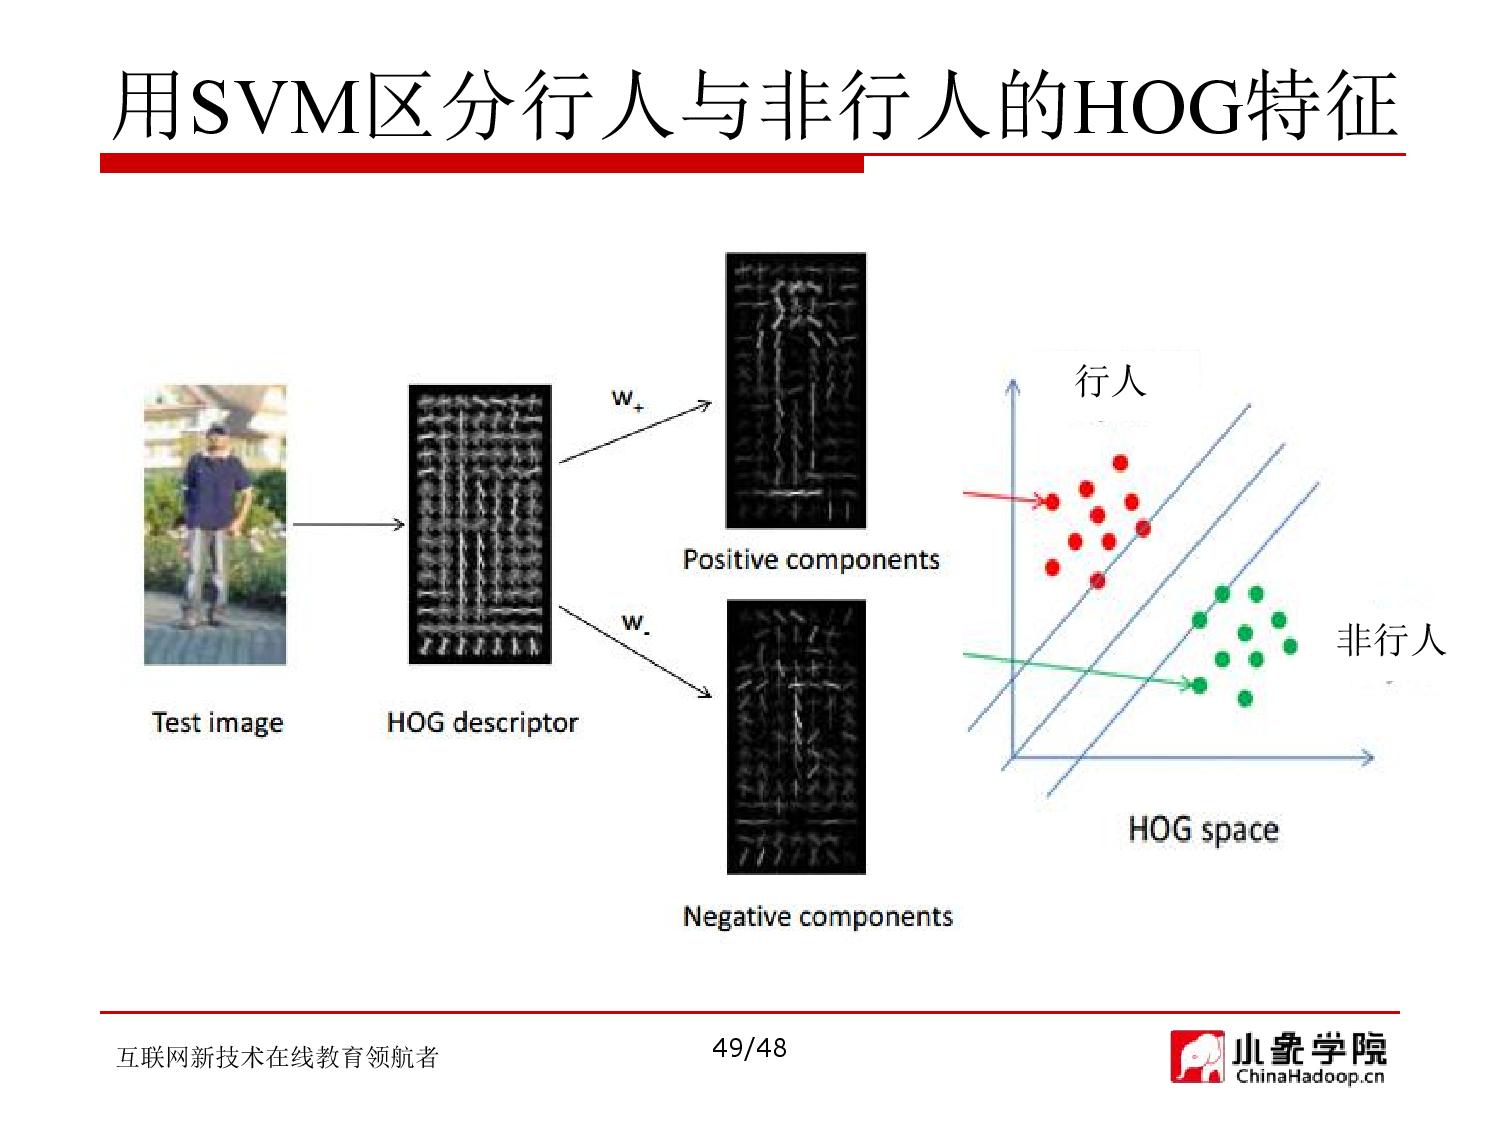 用SVM区分行人与非行人的HOG特征
w+
行人
Positive components
w-
非行人
Test image
HOG descriptor
HOG space
Negative components
互联网新技术在线教育领航者
49/48
小象学院
ChinaHadoop.cn